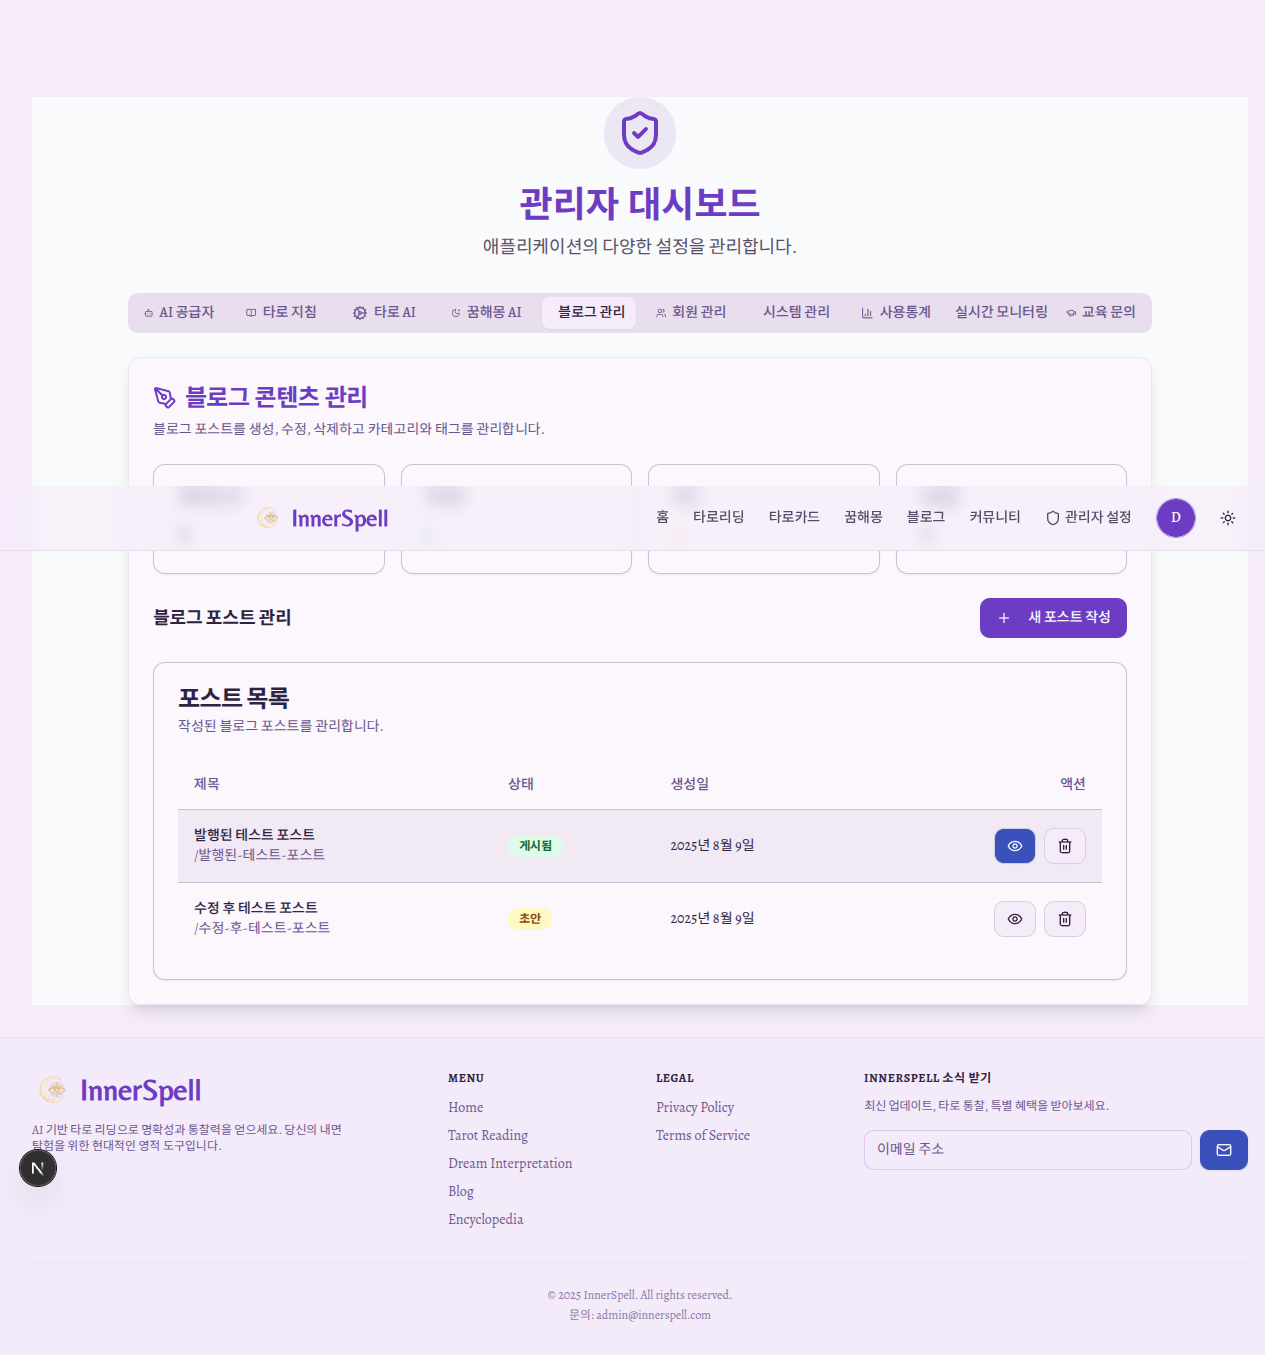 관리자 대시보드
애플리케이션의 다양한 설정을 관리합니다.
AI 공급자 타로 지침 타로 AI 꿈해몽 AI 블로그 관리 회원 관리 시스템 관리 사용통계 실시간 모니터링 교육 문의
블로그 콘텐츠 관리
블로그 포스트를 생성, 수정, 삭제하고 카테고리와 태그를 관리합니다.
InnerSpell 홈 타로리딩 타로카드 꿈해몽 블로그 커뮤니티 관리자 설정 D
블로그 포스트 관리
새 포스트 작성
포스트 목록
작성된 블로그 포스트를 관리합니다.
제목 상태 생성일 액션
발행된 테스트 포스트
/발행된-테스트-포스트
게시됨 2025년 8월 9일
수정 후 테스트 포스트
/수정-후-테스트-포스트
초안 2025년 8월 9일
InnerSpell
AI 기반 타로 리딩으로 명확성과 통찰력을 얻으세요. 당신의 내면
탐험을 위한 현대적인 영적 도구입니다.
N
MENU
Home
Tarot Reading
Dream Interpretation
Blog
Encyclopedia
LEGAL
Privacy Policy
Terms of Service
INNERSPELL 소식 받기
최신 업데이트, 타로 통찰, 특별 혜택을 받아보세요.
이메일 주소
© 2025 InnerSpell. All rights reserved.
문의: admin@innerspell.com